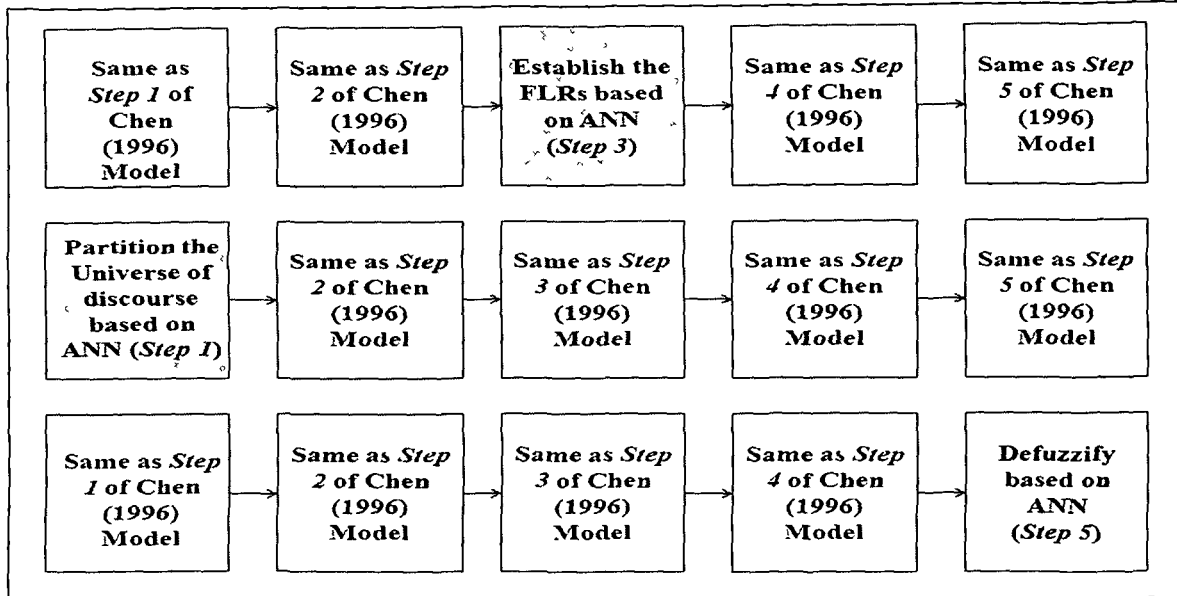 Same as
Step 1 of
Chen
(1996)
Model
Same as Step
2 of Chen
(1996)
Model
Establish the
FLRs based
on ANN
(Step 3)
Same as Step
4 of Chen
(1996)
Model
Same as Step
5 of Chen
(1996)
Model
Partition the
Universe of
discourse
based on
ANN (Step 1)
Same as Step
2 of Chen
(1996)
Model
Same as Step
3 of Chen
(1996)
Model
Same as Step
4 of Chen
(1996)
Model
Same as Step
5 of Chen
(1996)
Model
Same as Step
1 of Chen
(1996)
Model
Same as Step
2 of Chen
(1996)
Model
Same as Step
3 of Chen
(1996)
Model
Same as Step
4 of Chen
(1996)
Model
Defuzzify
based on
ANN
(Step 5)